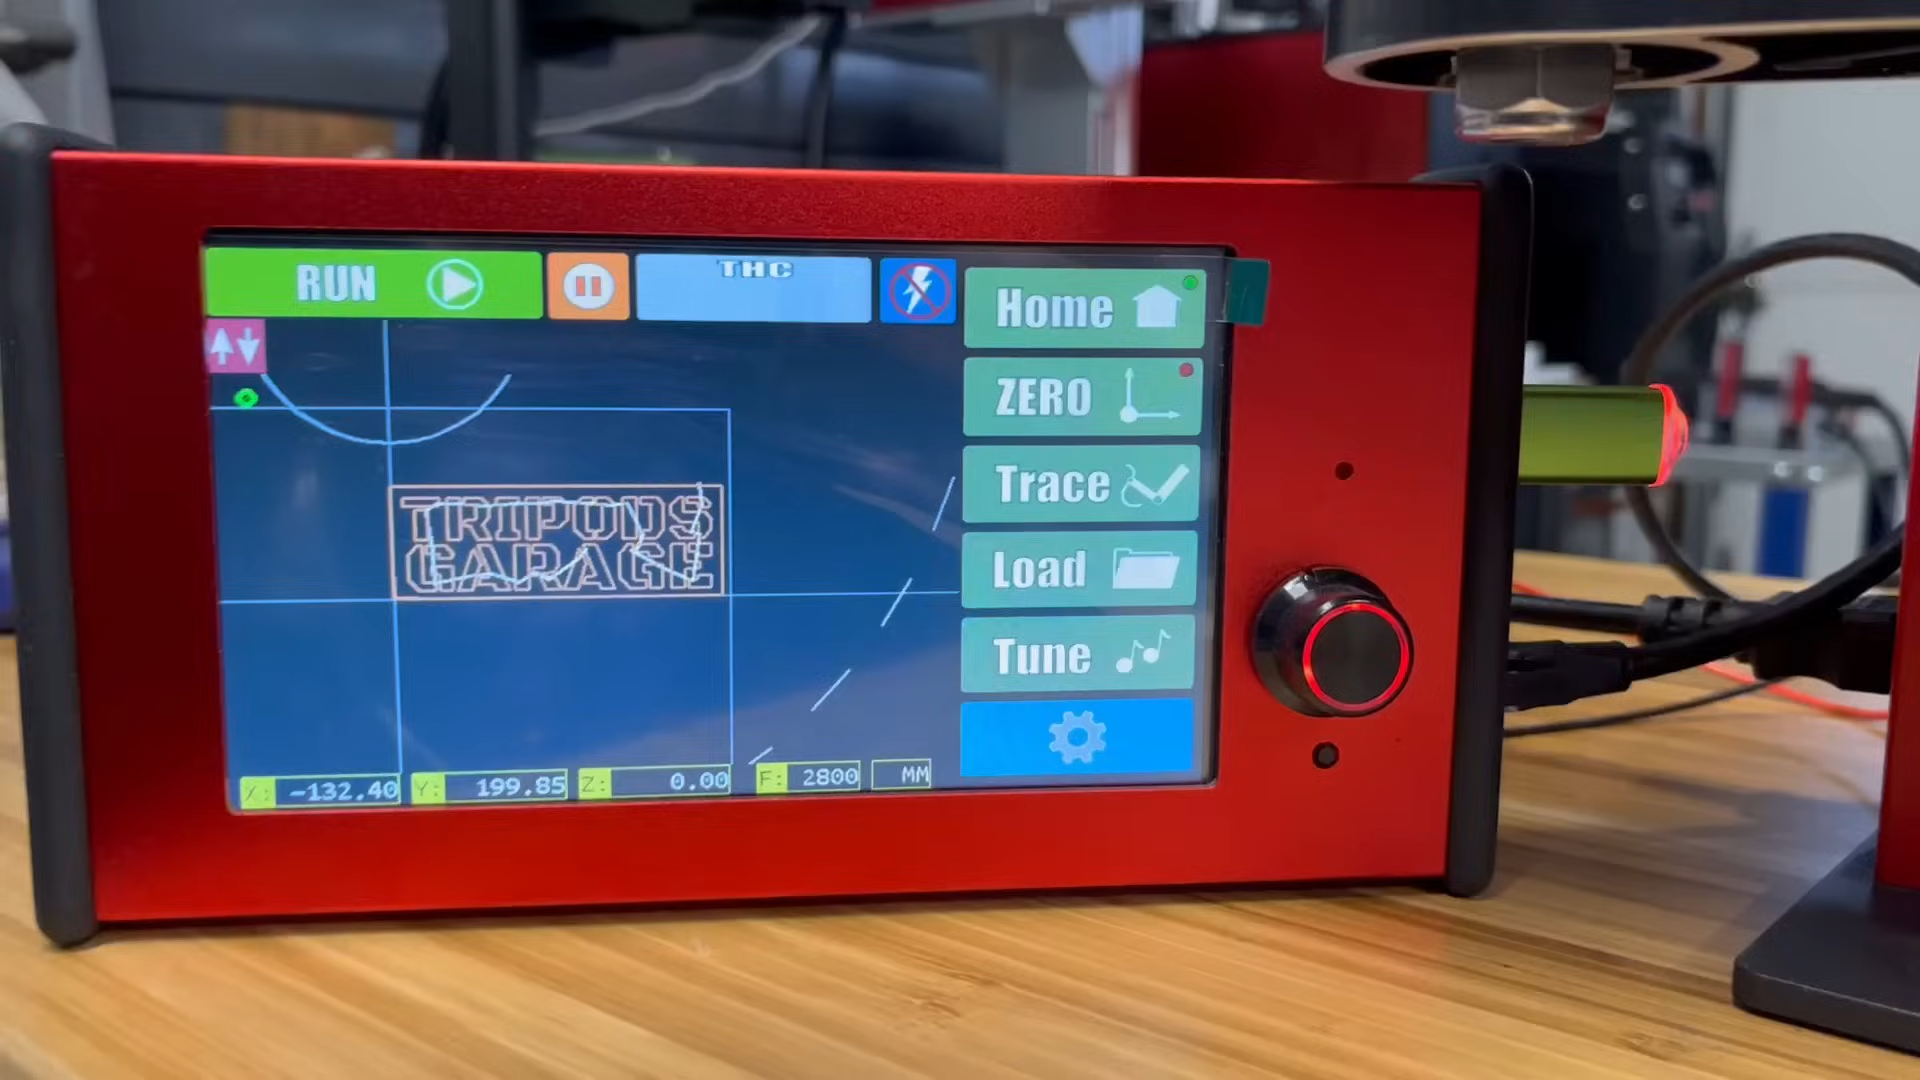 RUN
THC
Home
ZERO
Trace
TRIPODS
GARAGE
Load
Tune
X: -132.40 Y: 199.85 Z: 0.00 F: 2800 MM